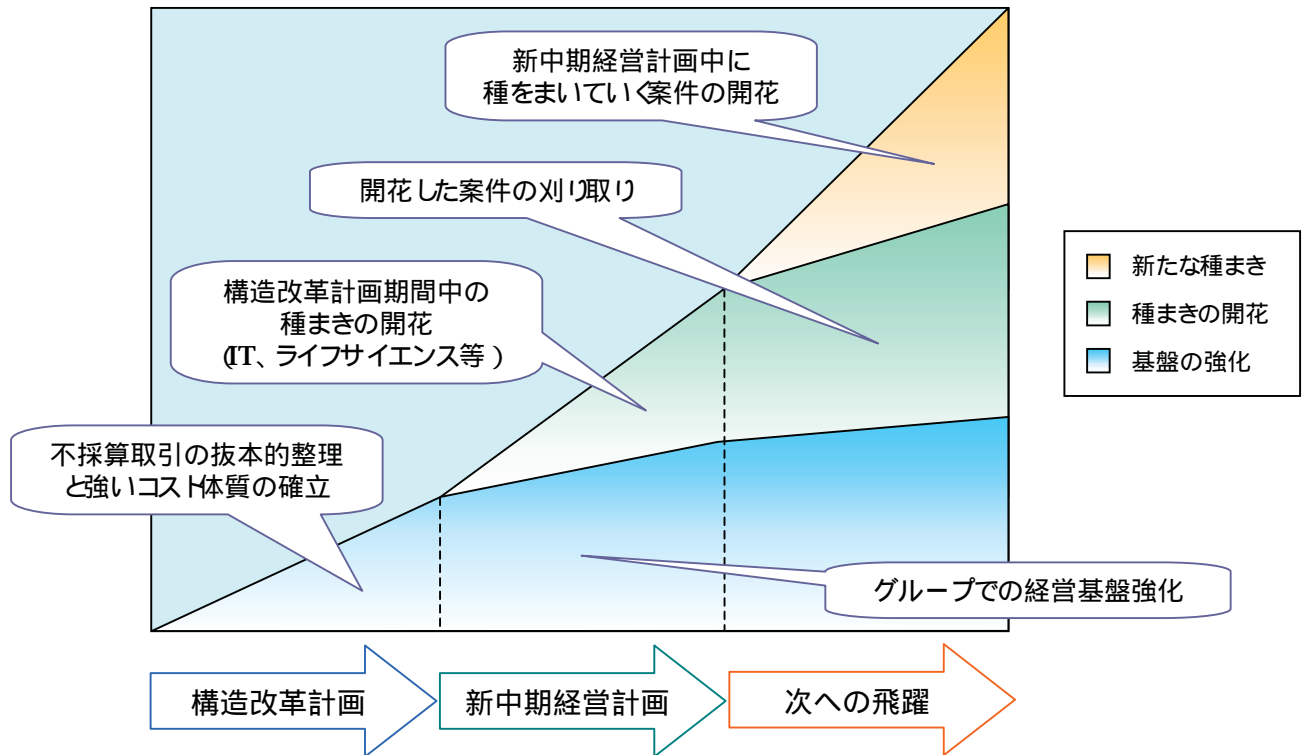 新中期経営計画中に
種をまいていく案件の開花
開花した案件の刈り取り
構造改革計画期間中の
種まきの開花
(IT、ライフサイエンス等)
不採算取引の抜本的整理
と強いコスト体質の確立
グループでの経営基盤強化
新たな種まき
種まきの開花
基盤の強化
構造改革計画
新中期経営計画
次への飛躍